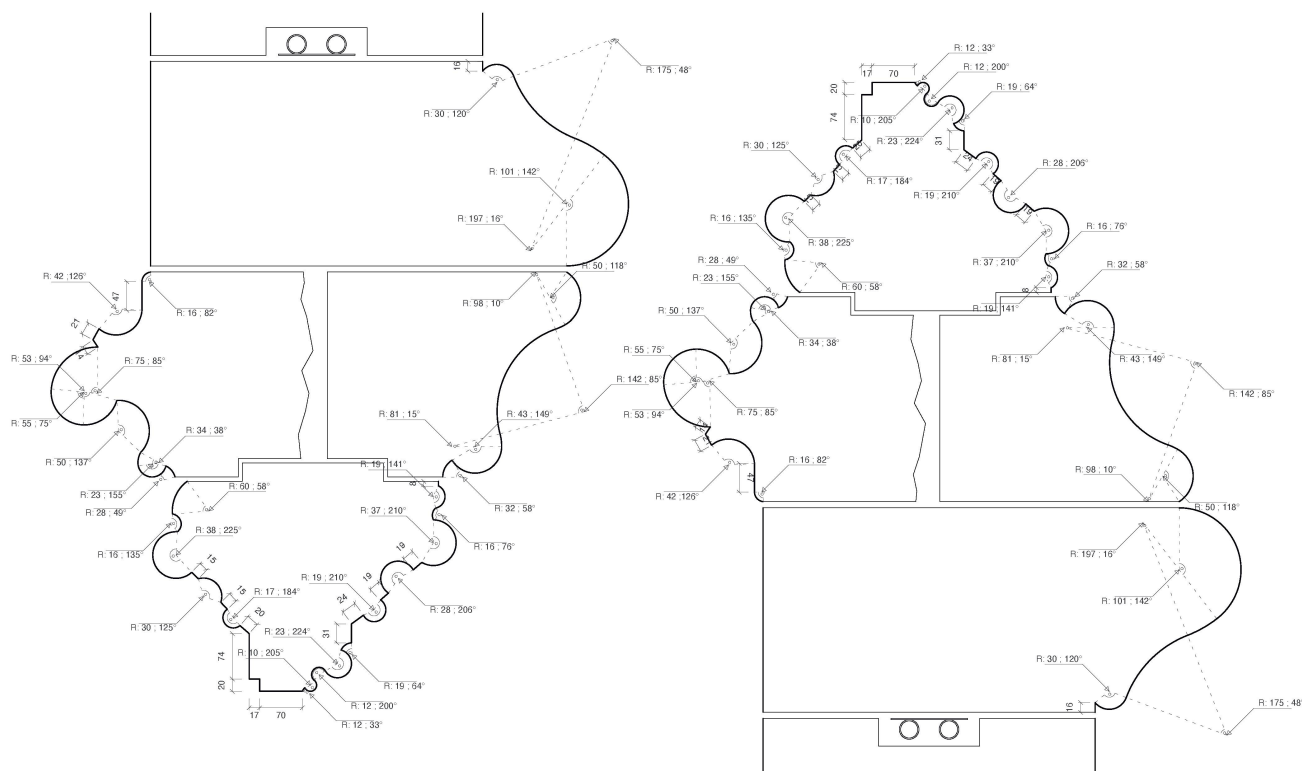 16
R: 175 ; 48°
R: 30 ; 120°
R: 101 ; 142°
R: 197 ; 16°
R: 50 ; 118°
R: 42 ; 126°
47
R: 16 ; 82°
R: 98 ; 10°
21
R: 53 ; 94°
R: 75 ; 85°
R: 142 ; 85°
R: 55 ; 75°
R: 81 ; 15°
R: 43 ; 149°
R: 34 ; 38°
R: 50 ; 137°
R: 19 ; 141°
R: 23 ; 155°
R: 60 ; 58°
8
R: 28 ; 49°
R: 32 ; 58°
R: 37 ; 210°
R: 38 ; 225°
R: 16 ; 135°
R: 16 ; 76°
15
19
R: 19 ; 210°
19
15
R: 17 ; 184°
24
R: 28 ; 206°
20
R: 30 ; 125°
R: 23 ; 224°
31
74
R: 10 ; 205°
20
R: 19 ; 64°
17
70
R: 12 ; 200°
R: 12 ; 33°
R: 12 ; 33°
17
70
R: 12 ; 200°
20
R: 19 ; 64°
R: 10 ; 205°
74
R: 23 ; 224°
31
R: 30 ; 125°
24
R: 28 ; 206°
R: 17 ; 184°
R: 19 ; 210°
R: 16 ; 135°
R: 16 ; 76°
R: 38 ; 225°
R: 37 ; 210°
R: 28 ; 49°
R: 32 ; 58°
R: 23 ; 155°
R: 60 ; 58°
8
R: 19 ; 141°
R: 50 ; 137°
R: 34 ; 38°
R: 81 ; 15°
R: 43 ; 149°
R: 55 ; 75°
R: 142 ; 85°
R: 53 ; 94°
R: 75 ; 85°
R: 98 ; 10°
47
R: 16 ; 82°
R: 42 ; 126°
R: 50 ; 118°
R: 197 ; 16°
R: 101 ; 142°
R: 30 ; 120°
16
R: 175 ; 48°